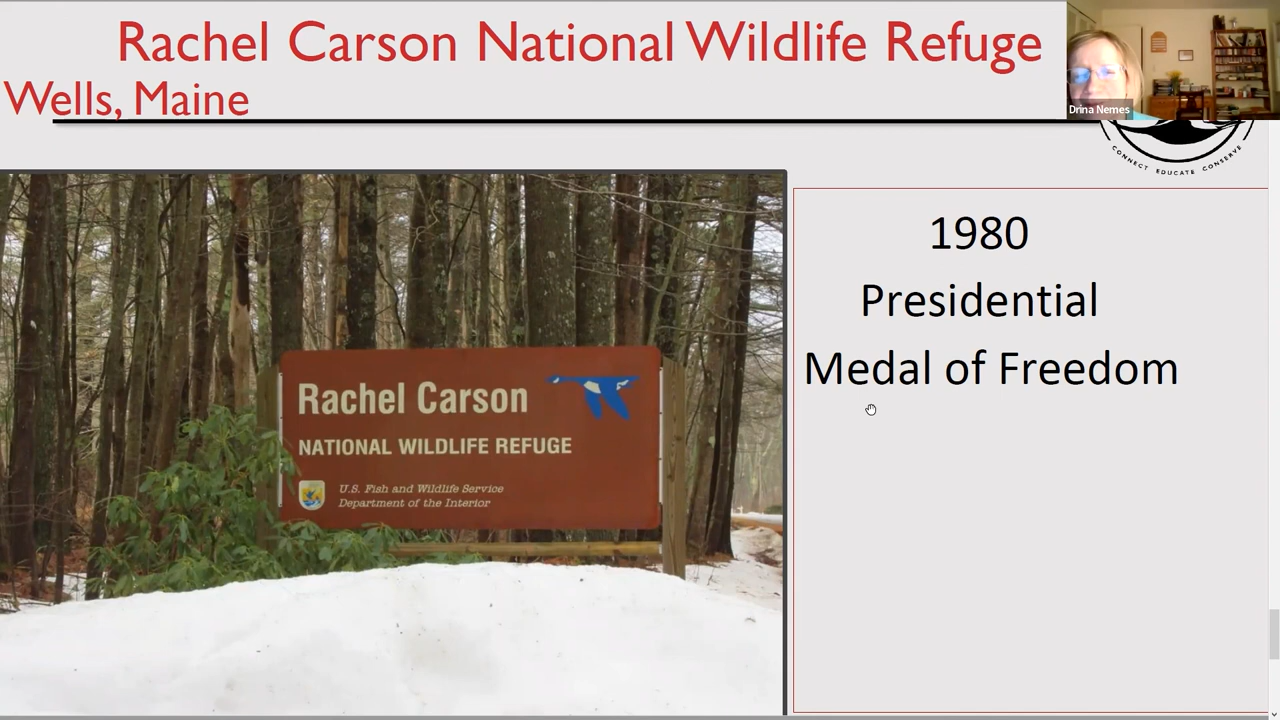 Rachel Carson National Wildlife Refuge
Wells, Maine
Drina Nemes
CONNECT EDUCATE CONSERVE
1980
Presidential
Medal of Freedom
Rachel Carson
NATIONAL WILDLIFE REFUGE
U.S. Fish and Wildlife Service
Department of the Interior